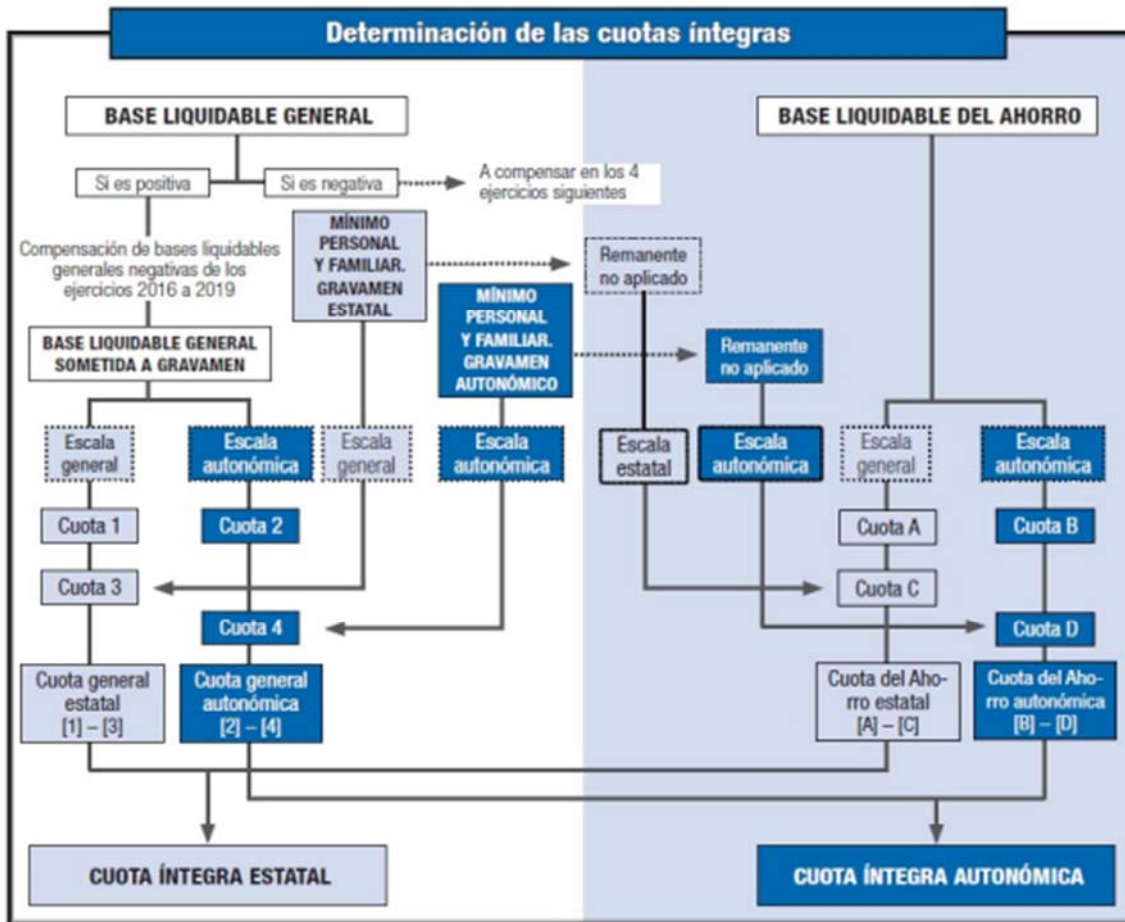 Determinación de las cuotas íntegras
BASE LIQUIDABLE GENERAL
BASE LIQUIDABLE DEL AHORRO
Si es positiva
Si es negativa
A compensar en los 4
ejercicios siguientes
Compensación de bases liquidables
generales negativas de los
ejercicios 2016 a 2019
MÍNIMO
PERSONAL
Y FAMILIAR.
GRAVAMEN
ESTATAL
Remanente
no aplicado
MÍNIMO
PERSONAL
Y FAMILIAR.
GRAVAMEN
AUTONÓMICO
Remanente
no aplicado
BASE LIQUIDABLE GENERAL
SOMETIDA A GRAVAMEN
Escala
general
Escala
autonómica
Escala
general
Escala
autonómica
Escala
estatal
Escala
autonómica
Escala
general
Escala
autonómica
Cuota 1
Cuota 2
Cuota A
Cuota B
Cuota 3
Cuota C
Cuota 4
Cuota D
Cuota general
estatal
[1] – [3]
Cuota general
autonómica
[2] – [4]
Cuota del Aho-
rro estatal
[A] – [C]
Cuota del Aho-
rro autonómica
[B] – [D]
CUOTA ÍNTEGRA ESTATAL
CUOTA ÍNTEGRA AUTONÓMICA